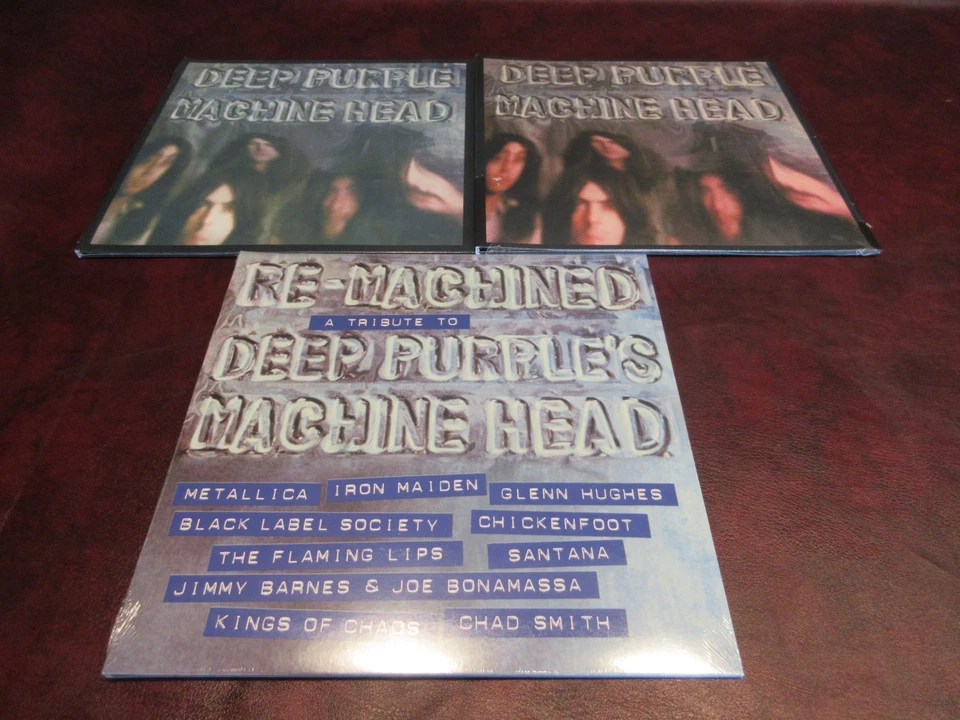 DEEP PURPLE
MACHINE HEAD
DEEP PURPLE
MACHINE HEAD
RE-MACHINED
A TRIBUTE TO
DEEP PURPLE'S
MACHINE HEAD
METALLICA IRON MAIDEN GLENN HUGHES
BLACK LABEL SOCIETY CHICKENFOOT
THE FLAMING LIPS SANTANA
JIMMY BARNES & JOE BONAMASSA
KINGS OF CHAOS CHAD SMITH